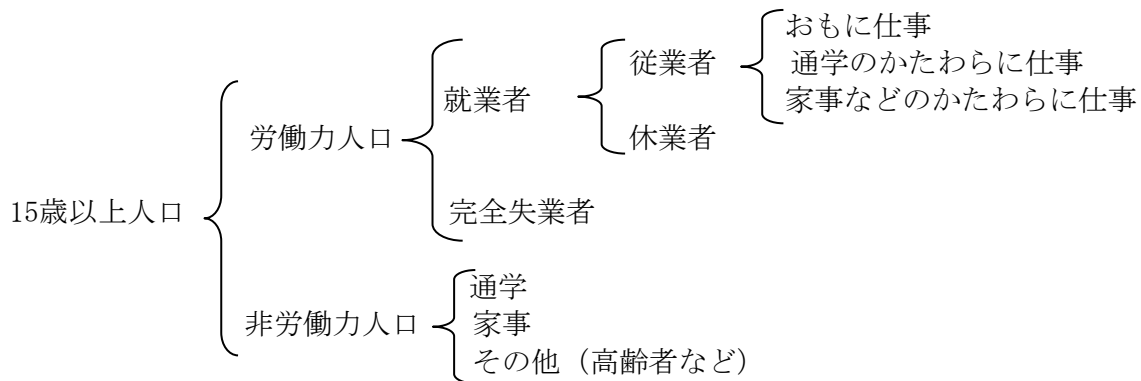 おもに仕事
従業者
通学のかたわらに仕事
就業者
家事などのかたわらに仕事
労働力人口
休業者
15歳以上人口
完全失業者
通学
非労働力人口
家事
その他（高齢者など）